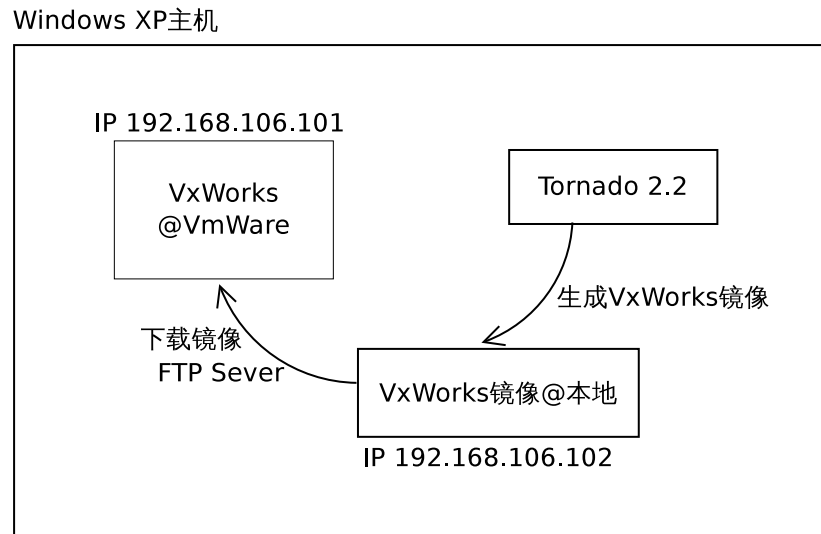 Windows XP主机
IP 192.168.106.101
VxWorks
@VmWare
Tornado 2.2
生成VxWorks镜像
下载镜像
FTP Sever
VxWorks镜像@本地
IP 192.168.106.102